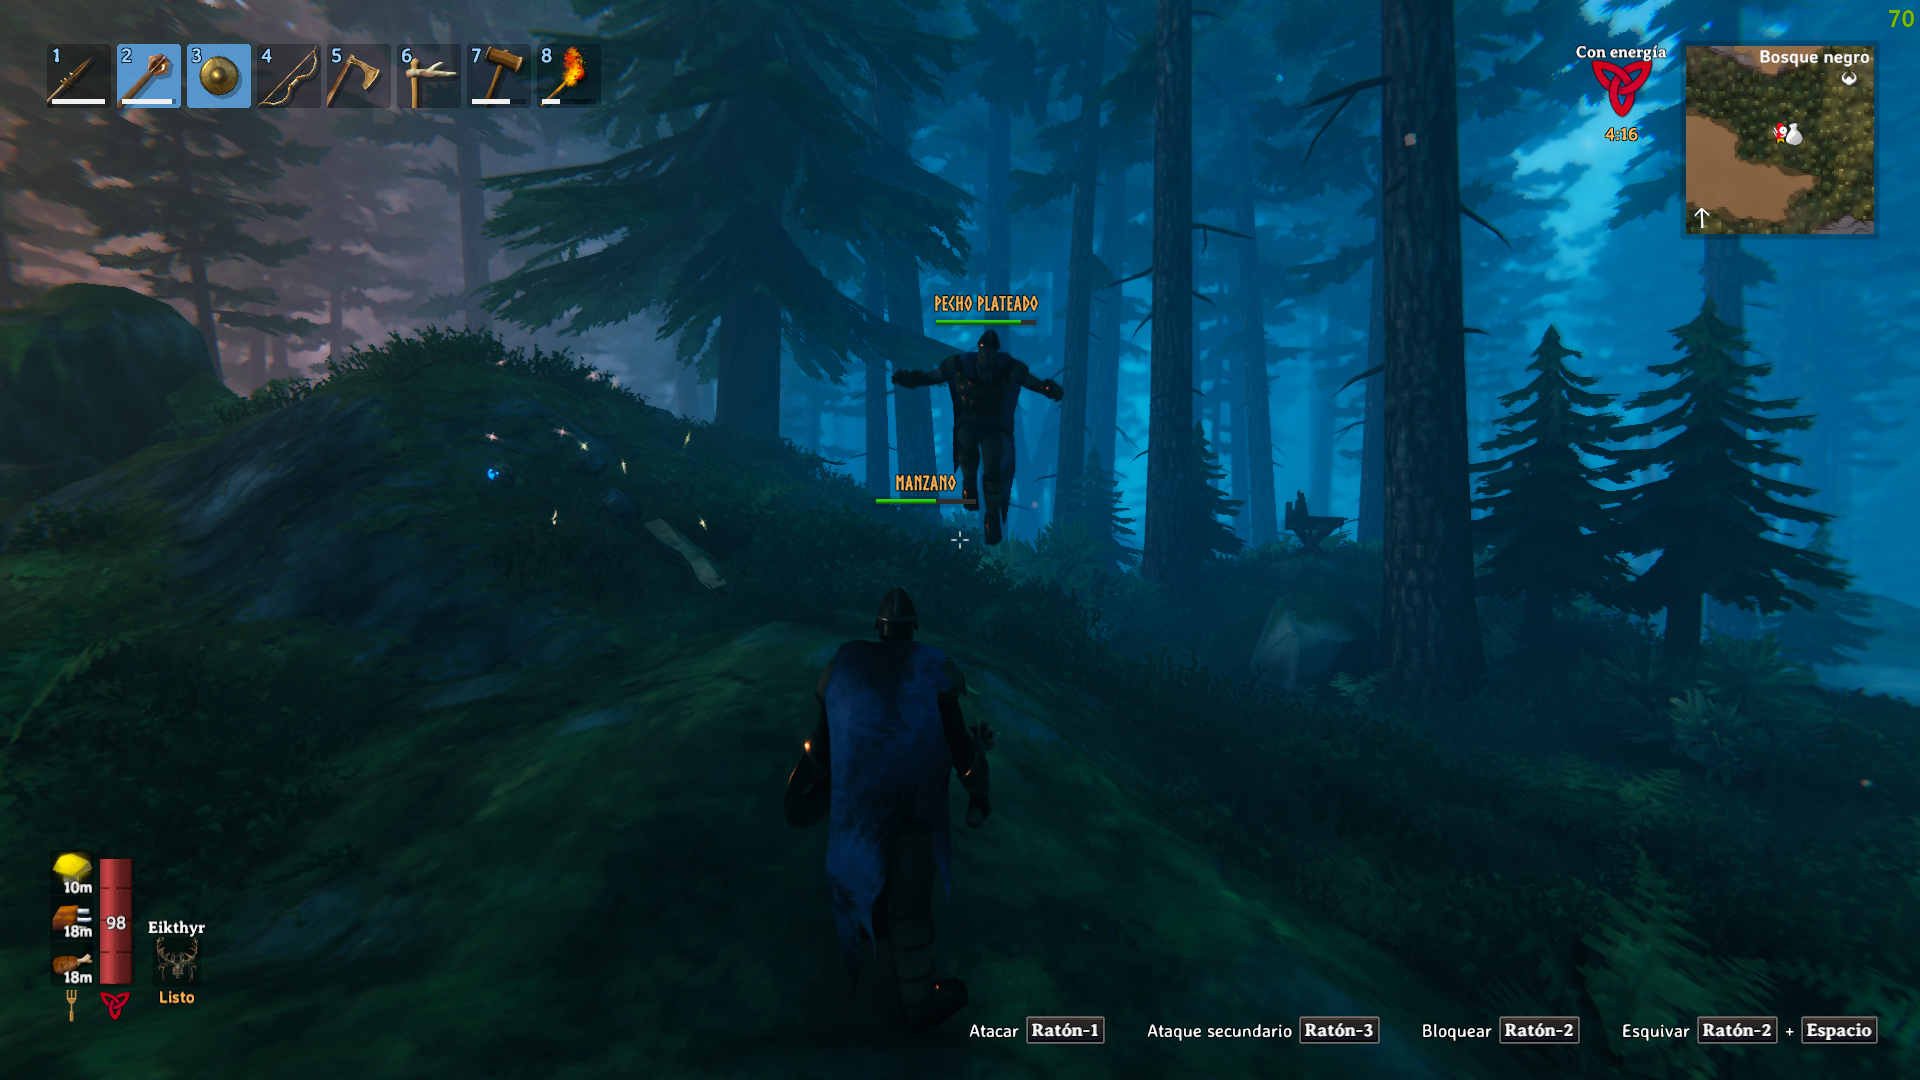 70
1 2 3 4 5 6 7 8
Con energía
4:16
Bosque negro
PECHO PLATEADO
MANZANO
10m
18m
18m
98
Eikthyr
Listo
Atacar Ratón-1 Ataque secundario Ratón-3 Bloquear Ratón-2 Esquivar Ratón-2 + Espacio